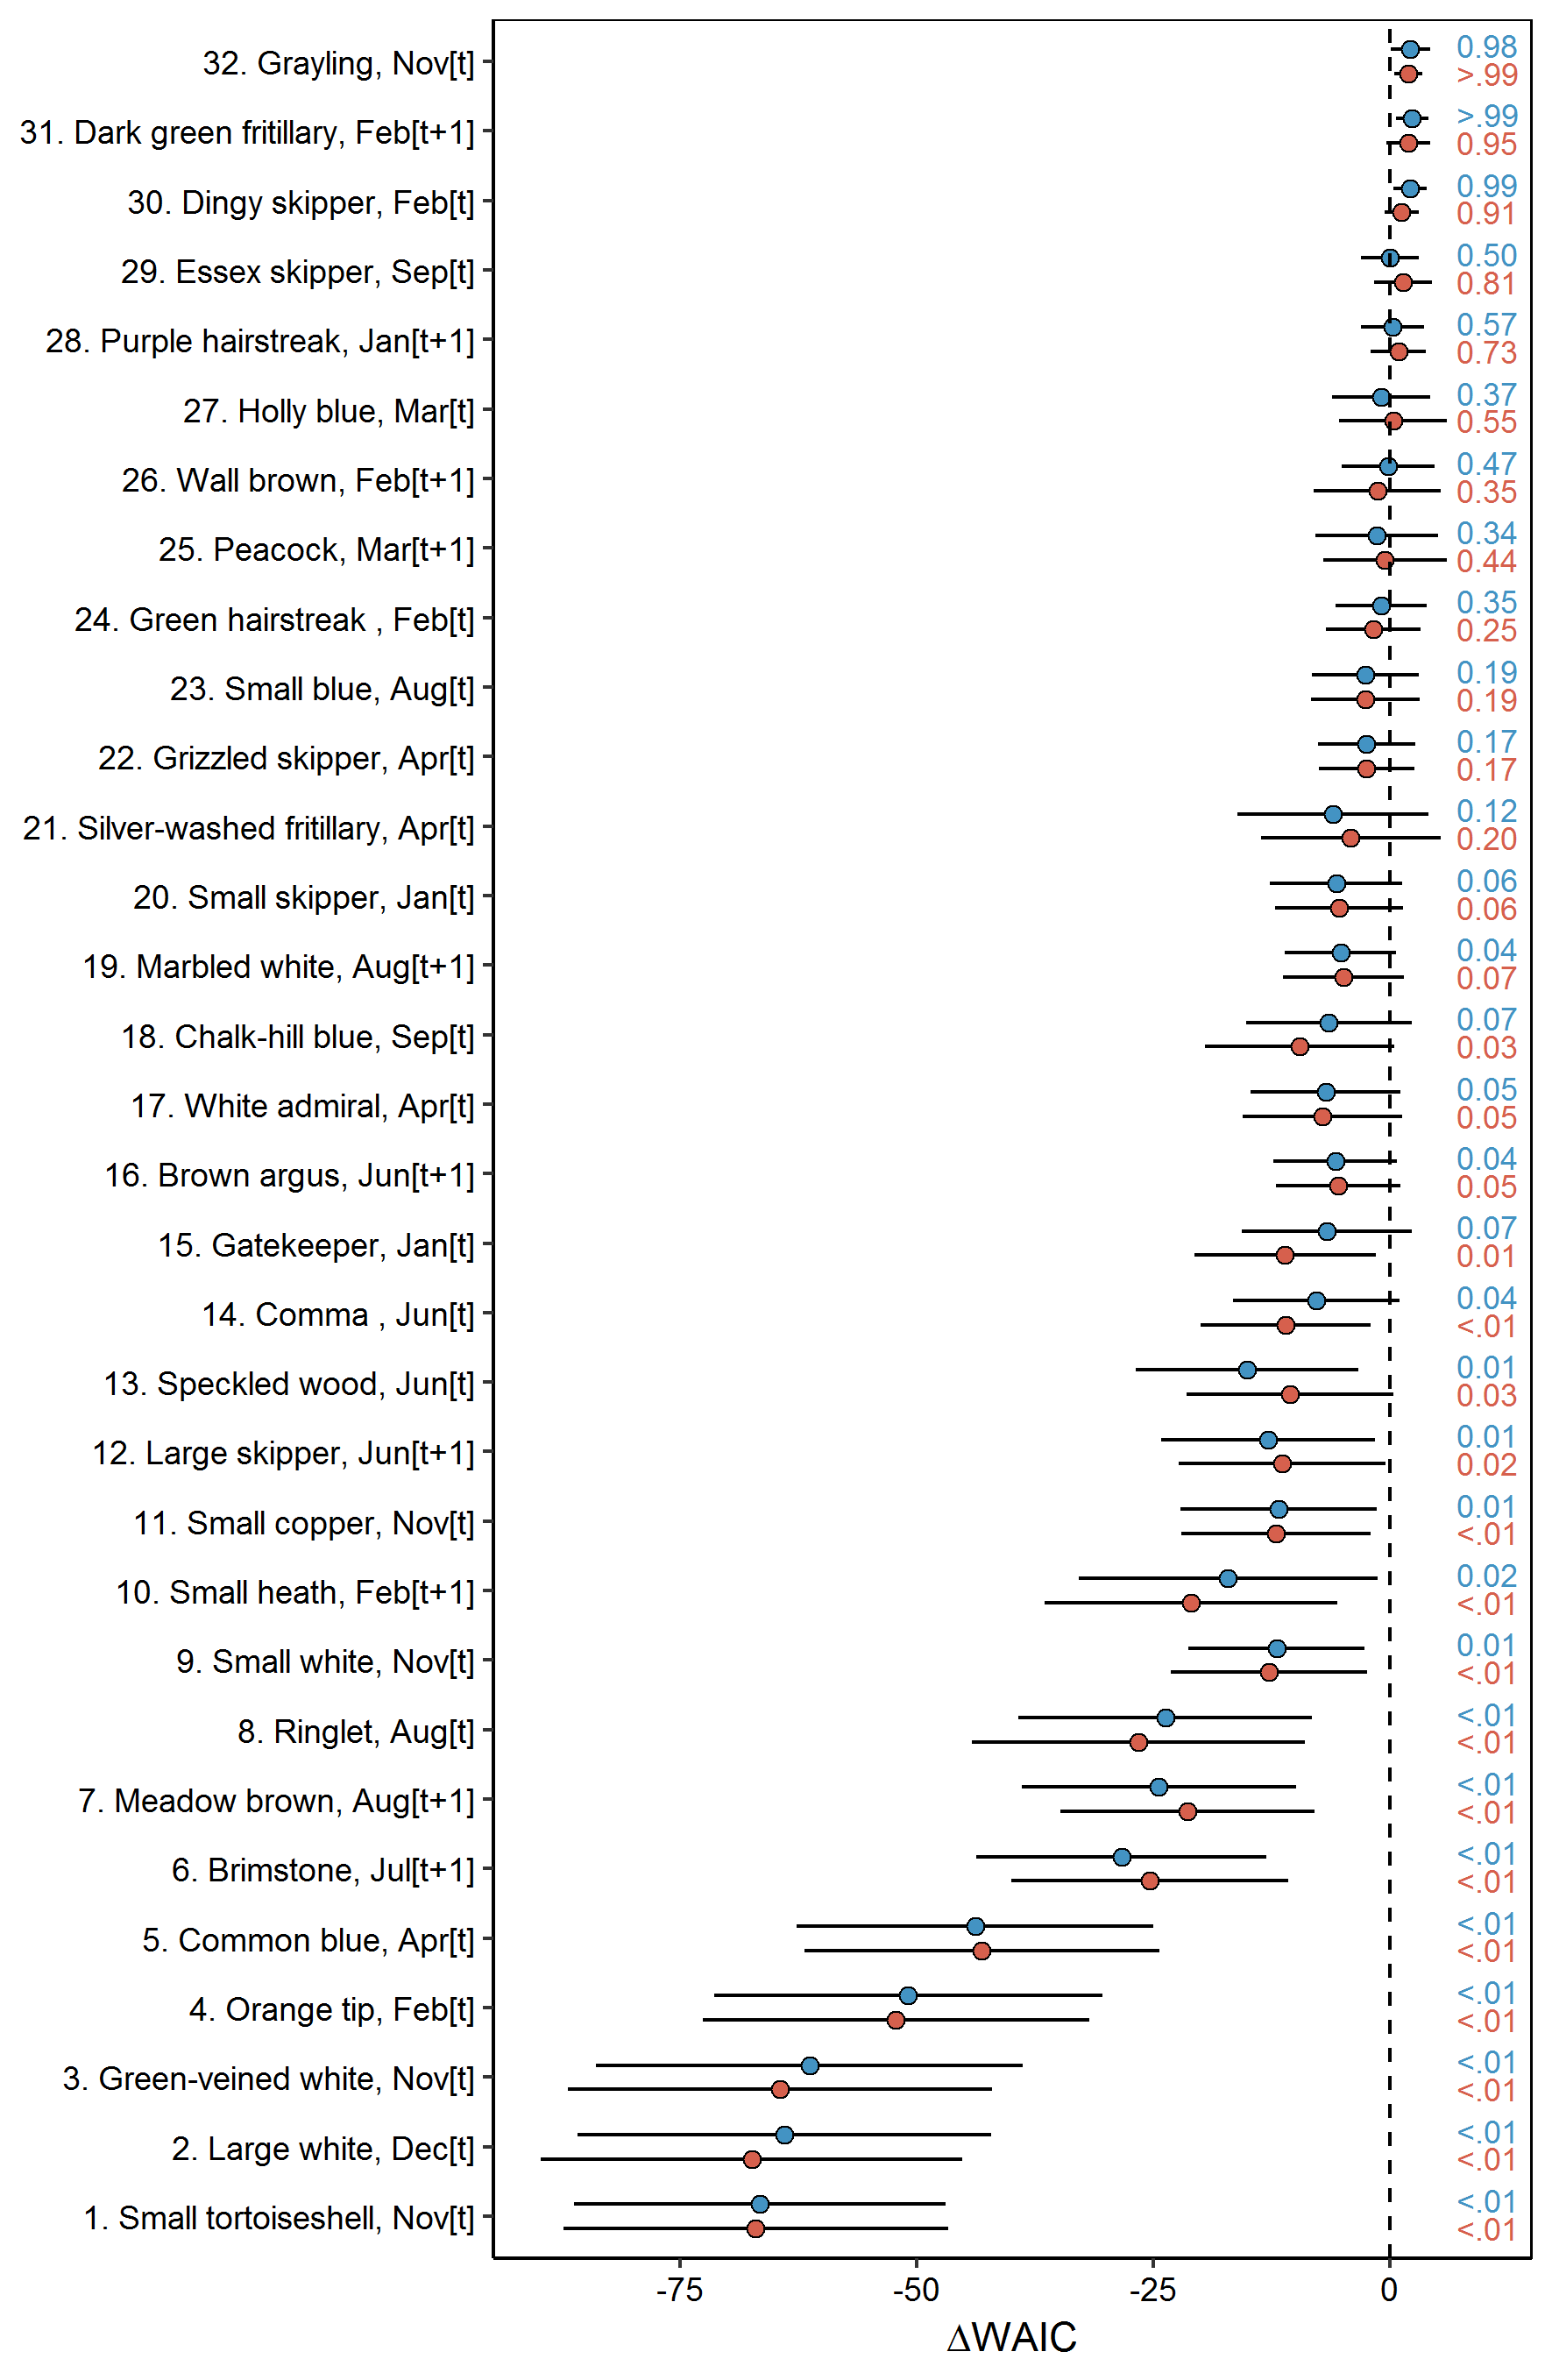 32. Grayling, Nov[t] 0.98
>.99
31. Dark green fritillary, Feb[t+1] >.99
0.95
30. Dingy skipper, Feb[t] 0.99
0.91
29. Essex skipper, Sep[t] 0.50
0.81
28. Purple hairstreak, Jan[t+1] 0.57
0.73
27. Holly blue, Mar[t] 0.37
0.55
26. Wall brown, Feb[t+1] 0.47
0.35
25. Peacock, Mar[t+1] 0.34
0.44
24. Green hairstreak , Feb[t] 0.35
0.25
23. Small blue, Aug[t] 0.19
0.19
22. Grizzled skipper, Apr[t] 0.17
0.17
21. Silver-washed fritillary, Apr[t] 0.12
0.20
20. Small skipper, Jan[t] 0.06
0.06
19. Marbled white, Aug[t+1] 0.04
0.07
18. Chalk-hill blue, Sep[t] 0.07
0.03
17. White admiral, Apr[t] 0.05
0.05
16. Brown argus, Jun[t+1] 0.04
0.05
15. Gatekeeper, Jan[t] 0.07
0.01
14. Comma , Jun[t] 0.04
<.01
13. Speckled wood, Jun[t] 0.01
0.03
12. Large skipper, Jun[t+1] 0.01
0.02
11. Small copper, Nov[t] 0.01
<.01
10. Small heath, Feb[t+1] 0.02
<.01
9. Small white, Nov[t] 0.01
<.01
8. Ringlet, Aug[t] <.01
<.01
7. Meadow brown, Aug[t+1] <.01
<.01
6. Brimstone, Jul[t+1] <.01
<.01
5. Common blue, Apr[t] <.01
<.01
4. Orange tip, Feb[t] <.01
<.01
3. Green-veined white, Nov[t] <.01
<.01
2. Large white, Dec[t] <.01
<.01
1. Small tortoiseshell, Nov[t] <.01
<.01
-75 -50 -25 0
ΔWAIC